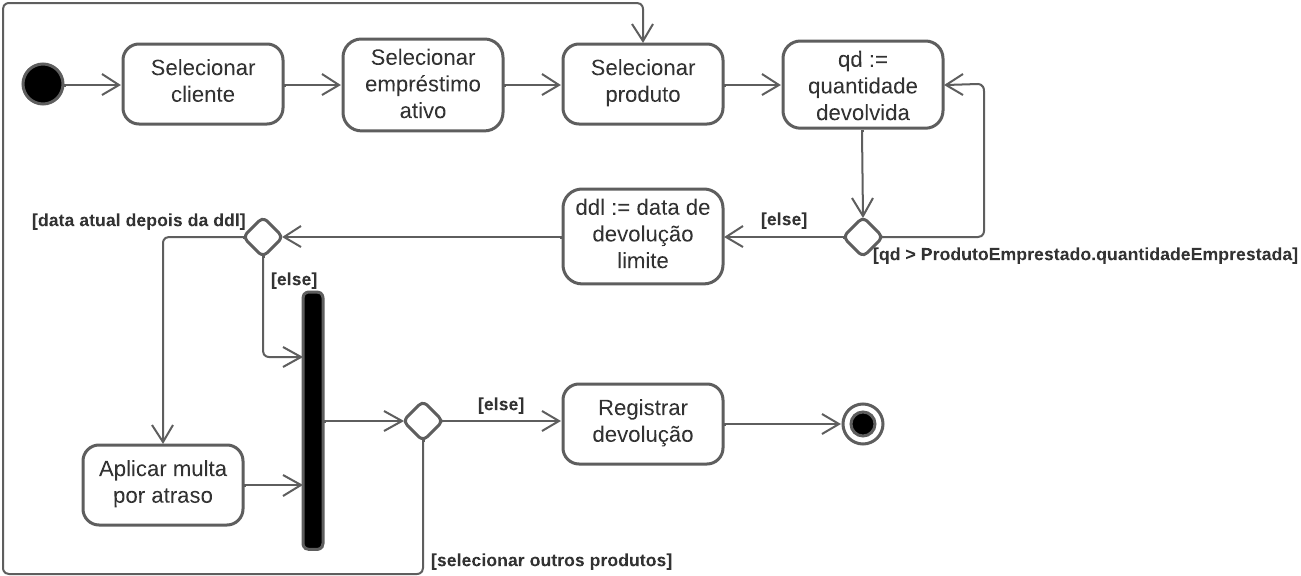 Selecionar
cliente
Selecionar
empréstimo
ativo
Selecionar
produto
qd :=
quantidade
devolvida
[data atual depois da ddl]
ddl := data de
devolução
limite
[else]
[qd > ProdutoEmprestado.quantidadeEmprestada]
[else]
[else]
Registrar
devolução
Aplicar multa
por atraso
[selecionar outros produtos]